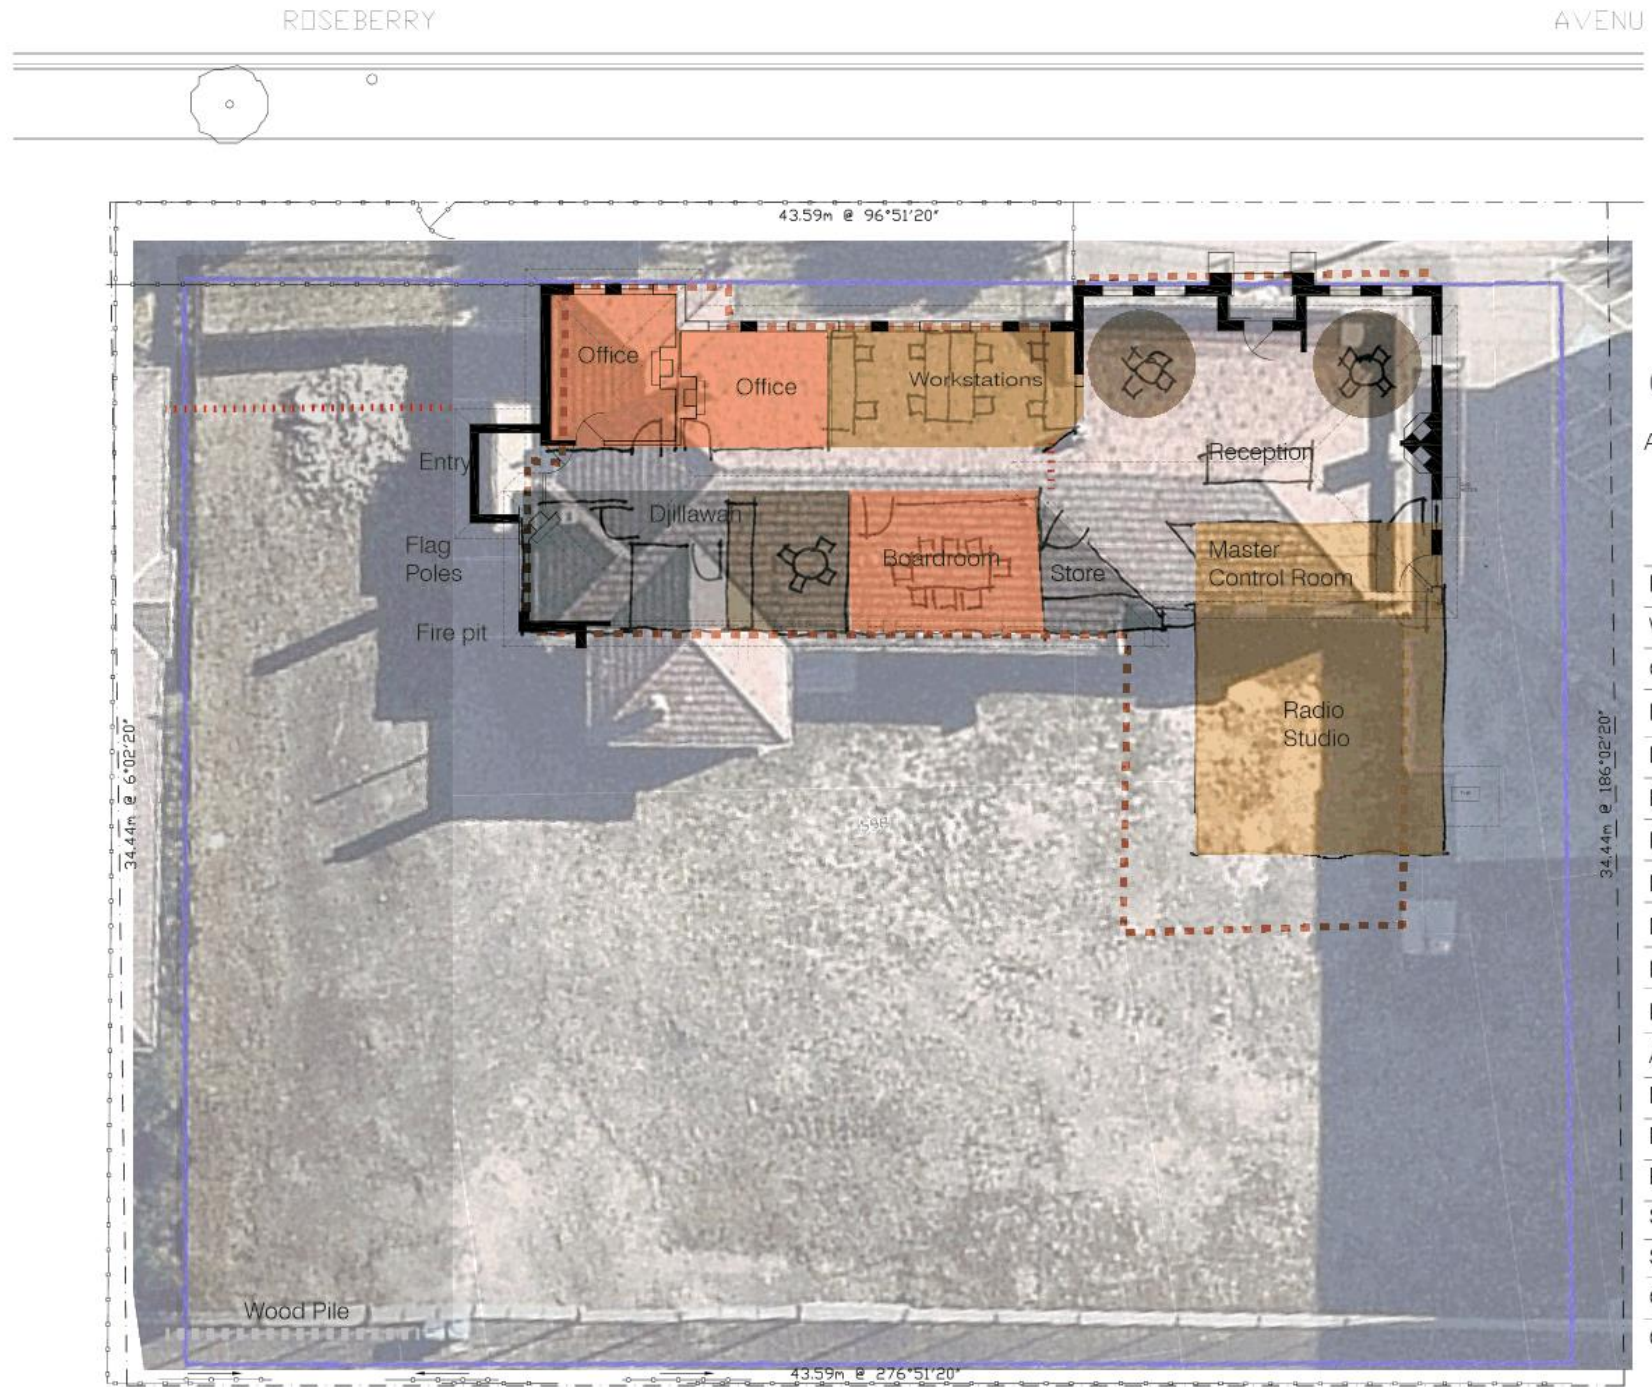 ROSEBERRY
AVENU
43.59m @ 96°51'20"
Office
Office
Workstations
Entry
Reception
Djillawah
Flag
Poles
Boardroom
Store
Master
Control Room
Fire pit
Radio
Studio
34.44m @ 6°02'20"
34.44m @ 186°02'20"
Wood Pile
43.59m @ 276°51'20"